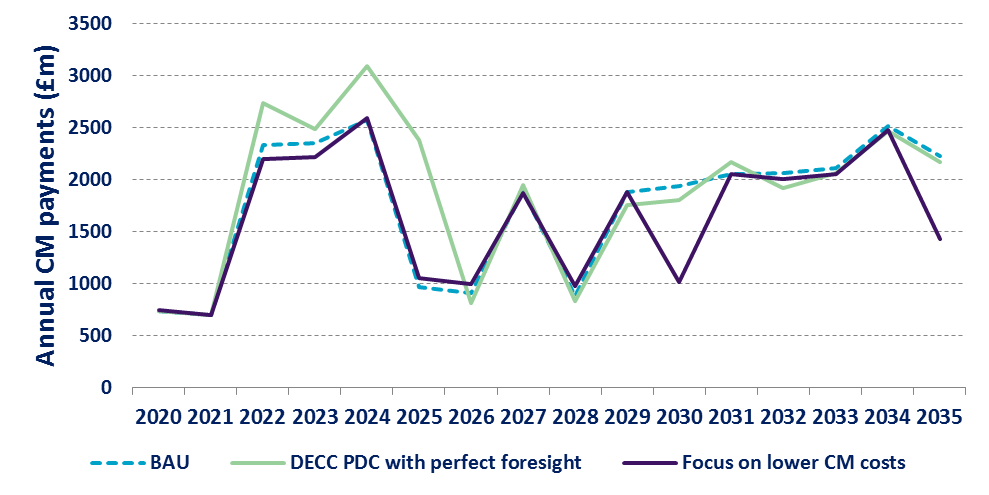 Annual CM payments (£m)
3500
3000
2500
2000
1500
1000
500
0
2020 2021 2022 2023 2024 2025 2026 2027 2028 2029 2030 2031 2032 2033 2034 2035
BAU DECC PDC with perfect foresight Focus on lower CM costs